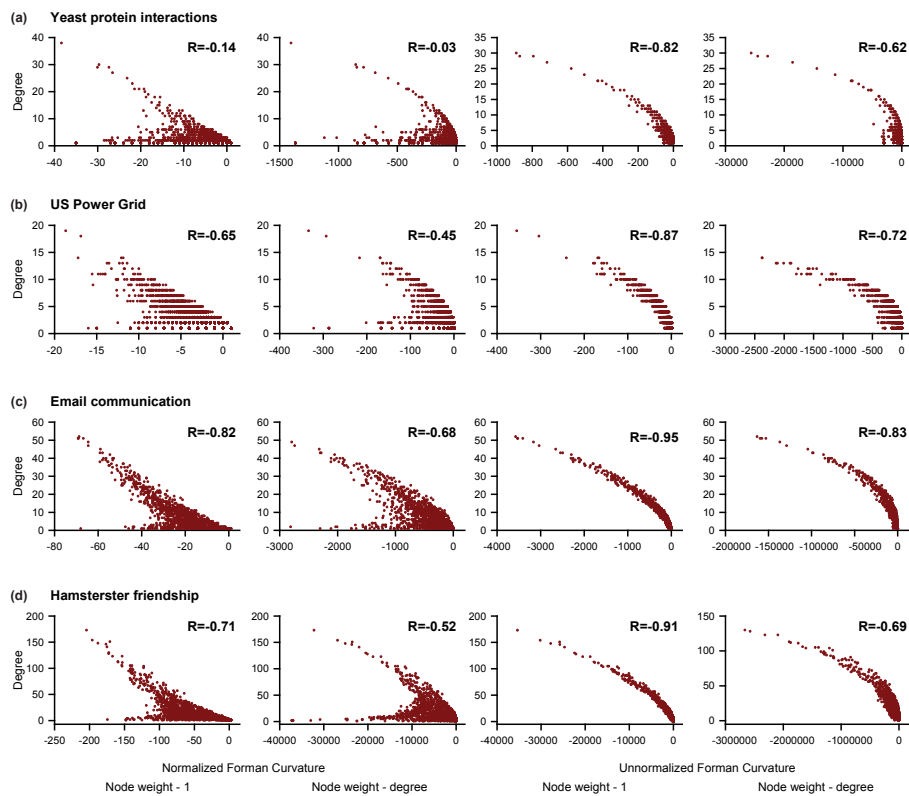 (a) Yeast protein interactions
R=-0.14 R=-0.03 R=-0.82 R=-0.62
Degree
40 40 35 35
30 30 30 30
25 25
20 20 20 20
15 15
10 10 10 10
5 5
0 0 0 0
-40 -30 -20 -10 0 -1500 -1000 -500 0 -1000 -800 -600 -400 -200 0 -30000 -20000 -10000 0
(b) US Power Grid
R=-0.65 R=-0.45 R=-0.87 R=-0.72
Degree
20 20 20 20
15 15 15 15
10 10 10 10
5 5 5 5
0 0 0 0
-20 -15 -10 -5 0 -400 -300 -200 -100 0 -400 -300 -200 -100 0 -3000 -2500 -2000 -1500 -1000 -500 0
(c) Email communication
R=-0.82 R=-0.68 R=-0.95 R=-0.83
Degree
60 60 60 60
50 50 50 50
40 40 40 40
30 30 30 30
20 20 20 20
10 10 10 10
0 0 0 0
-80 -60 -40 -20 0 -3000 -2000 -1000 0 -4000 -3000 -2000 -1000 0 -200000 -150000 -100000 -50000 0
(d) Hamsterster friendship
R=-0.71 R=-0.52 R=-0.91 R=-0.69
Degree
200 200 200 150
150 150 150
100 100 100 100
50 50 50 50
0 0 0 0
-250 -200 -150 -100 -50 0 -40000 -30000 -20000 -10000 0 -40000 -30000 -20000 -10000 0 -3000000 -2000000 -1000000 0
Normalized Forman Curvature Unnormalized Forman Curvature
Node weight - 1 Node weight - degree Node weight - 1 Node weight - degree